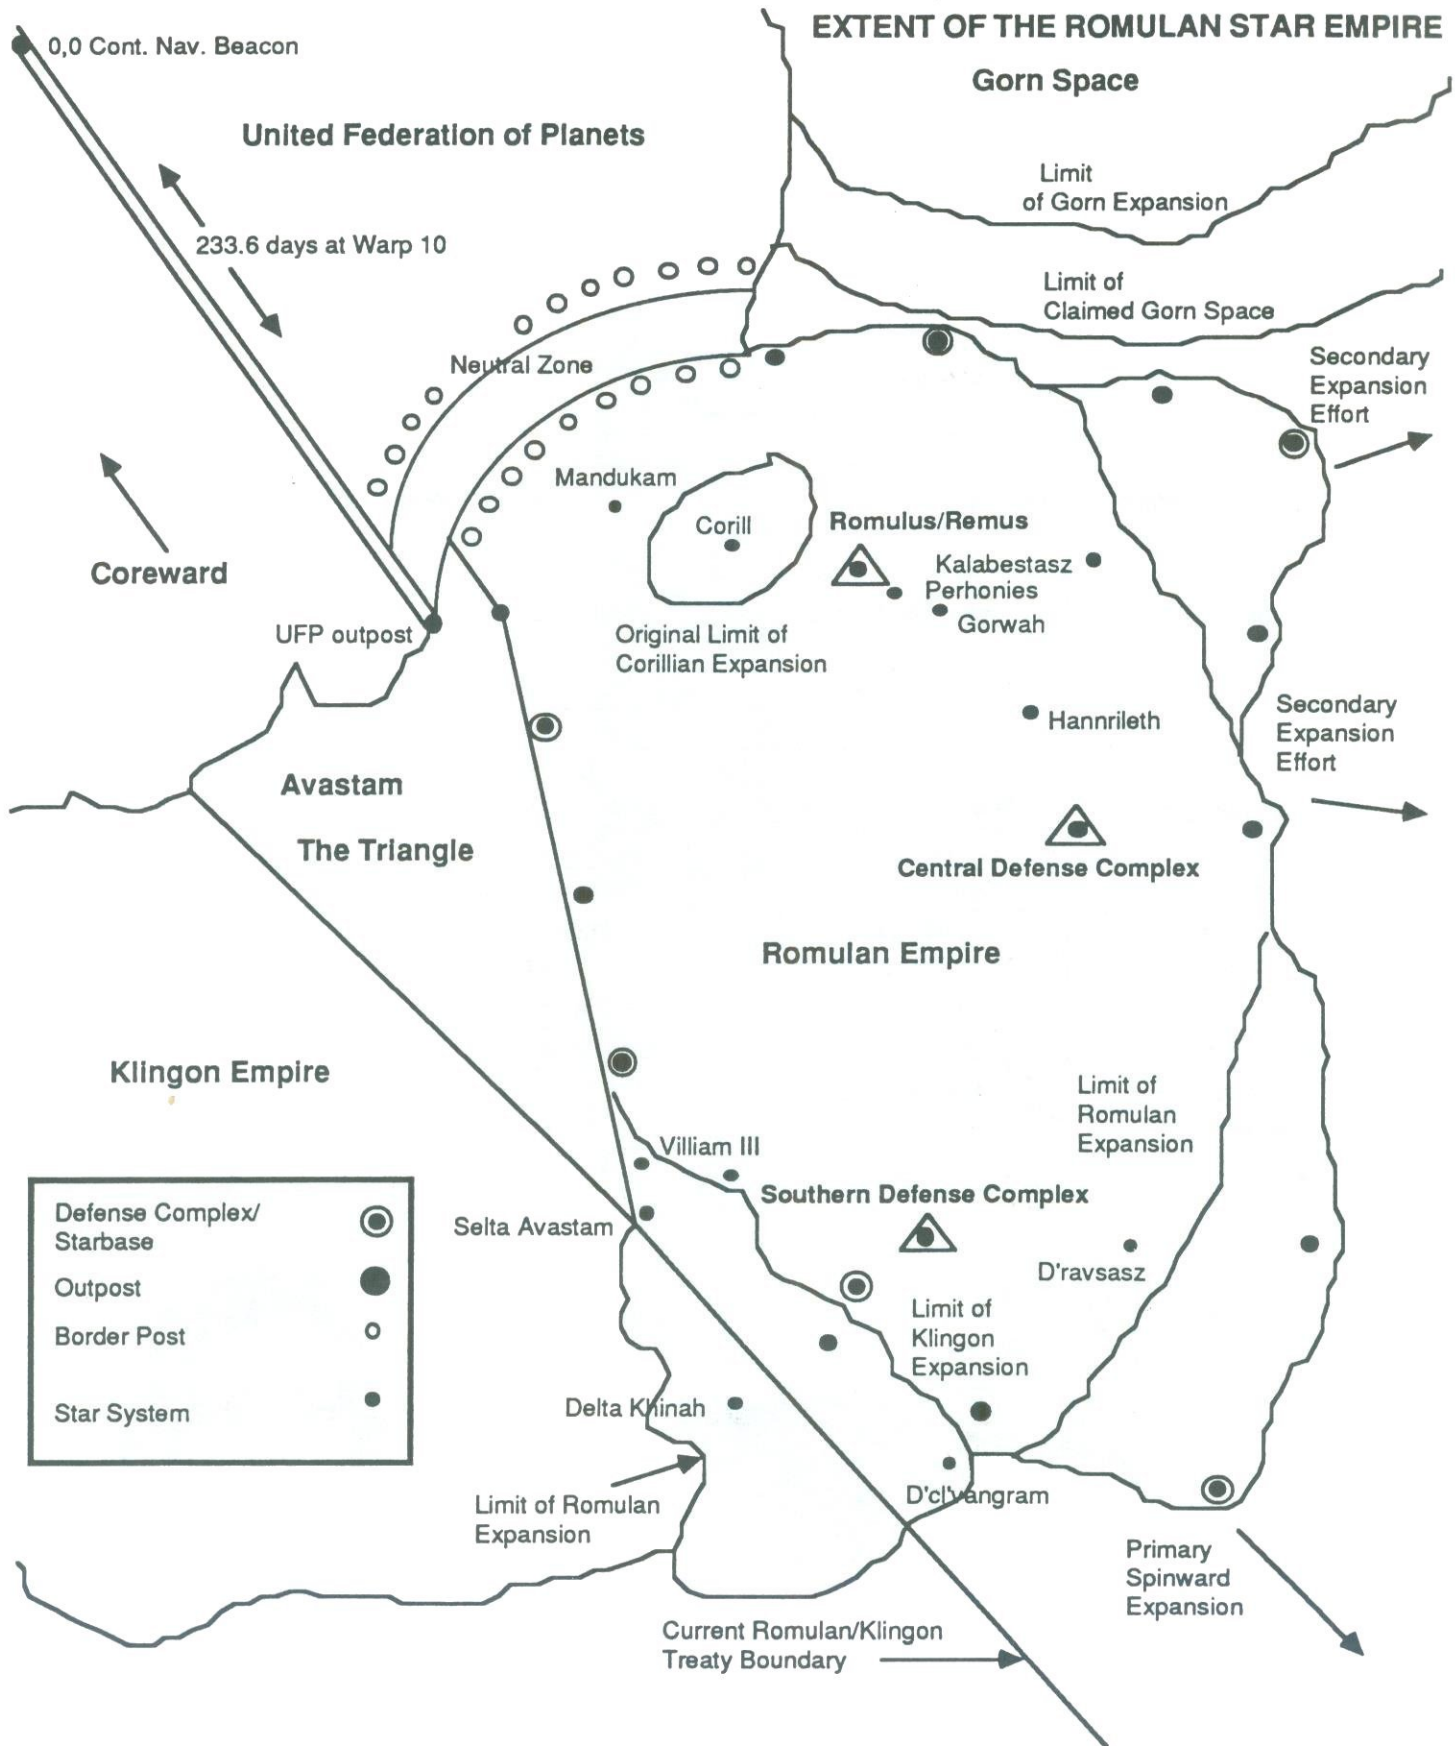 EXTENT OF THE ROMULAN STAR EMPIRE
0,0 Cont. Nav. Beacon
Gorn Space
United Federation of Planets
Limit
of Gorn Expansion
233.6 days at Warp 10
Limit of
Claimed Gorn Space
Neutral Zone
Secondary
Expansion
Effort
Mandukam
Corill
Romulus/Remus
Kalabestasz
Perhonies
Gorwah
Coreward
UFP outpost
Original Limit of
Corillian Expansion
Hannrileth
Secondary
Expansion
Effort
Avastam
The Triangle
Central Defense Complex
Romulan Empire
Klingon Empire
Limit of
Romulan
Expansion
Villiam III
Southern Defense Complex
Selta Avastam
D'ravsasz
Defense Complex/
Starbase
Outpost
Border Post
Star System
Limit of
Klingon
Expansion
Delta Khinah
D'cl'vangram
Limit of Romulan
Expansion
Primary
Spinward
Expansion
Current Romulan/Klingon
Treaty Boundary